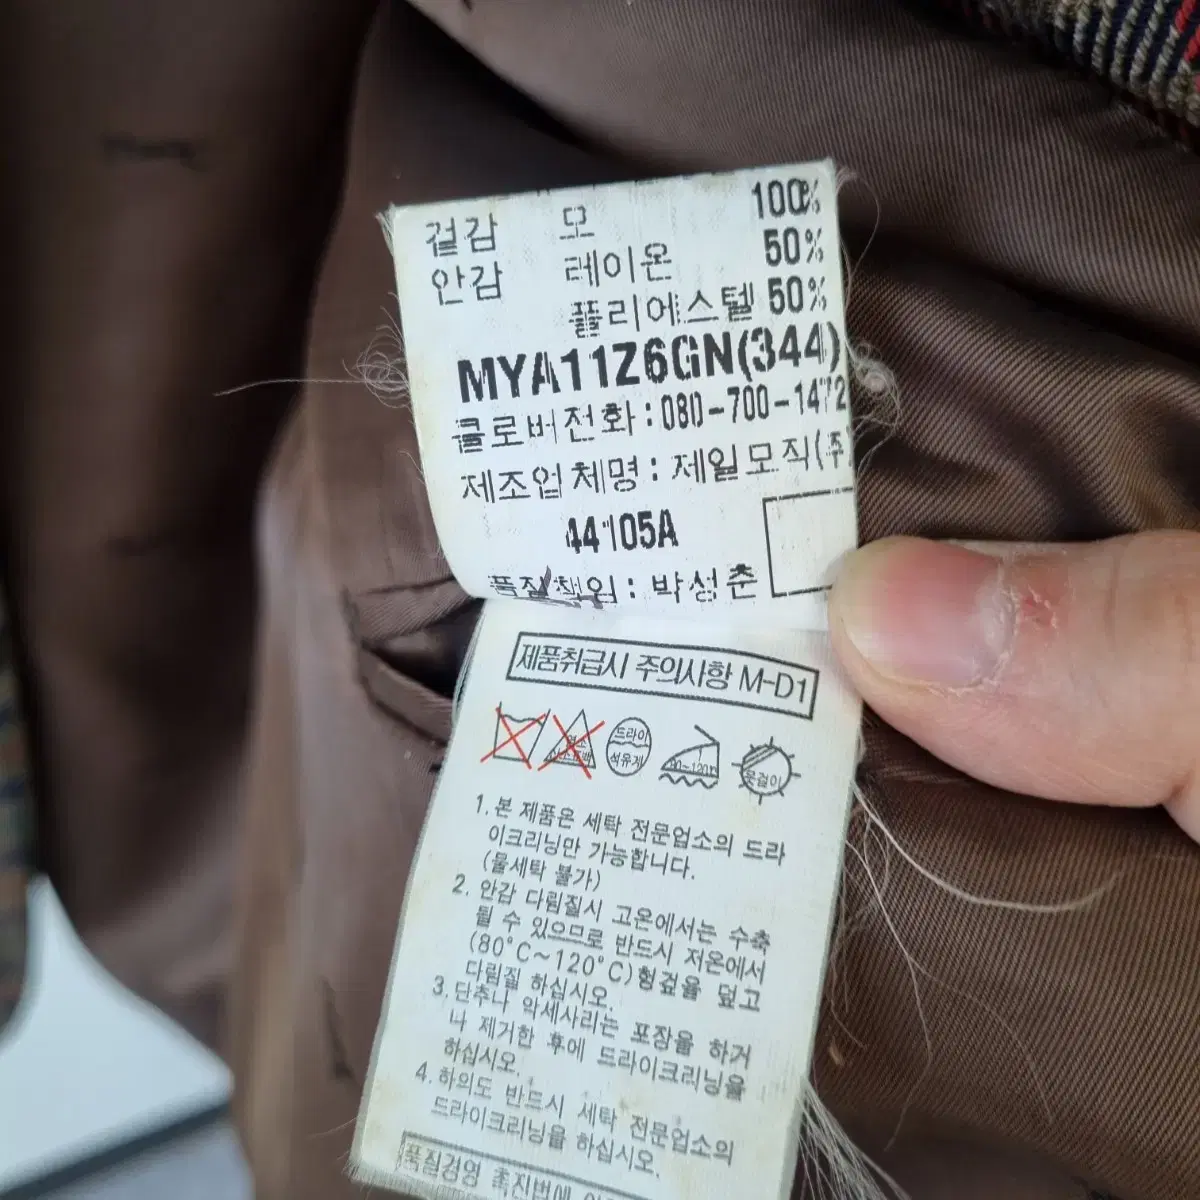 겉감 모 100%
안감 레이온 50%
폴리에스텔 50%
MYA11Z6GN(344)
클로버전화:080-700-1472
제조업체명: 제일모직(주)
44105A
품질책임: 박성춘
제품취급시 주의사항 M-D1
염소
드라이
석유계
80~120℃
옷걸이
1. 본 제품은 세탁 전문업소의 드라
이크리닝만 가능합니다.
(물세탁 불가)
2. 안감 다림질시 고온에서는 수축
될 수 있으므로 반드시 저온에서
(80°C~120°C)헝겊을 덮고
다림질 하십시오.
3. 단추나 악세사리는 포장을 하거
나 제거한 후에 드라이크리닝을
하십시오.
4. 하의도 반드시 세탁 전문업소의
드라이크리닝을 하십시오.
품질경영 촉진법에